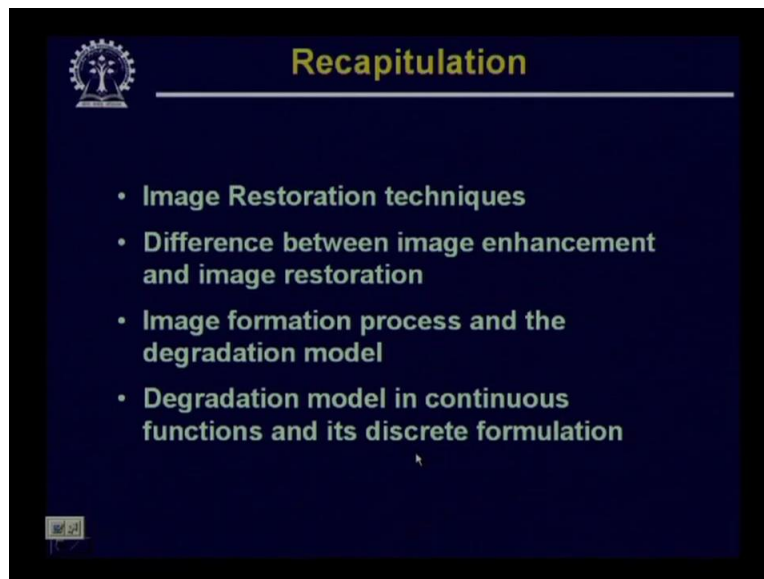 Recapitulation
• Image Restoration techniques
• Difference between image enhancement
and image restoration
• Image formation process and the
degradation model
• Degradation model in continuous
functions and its discrete formulation